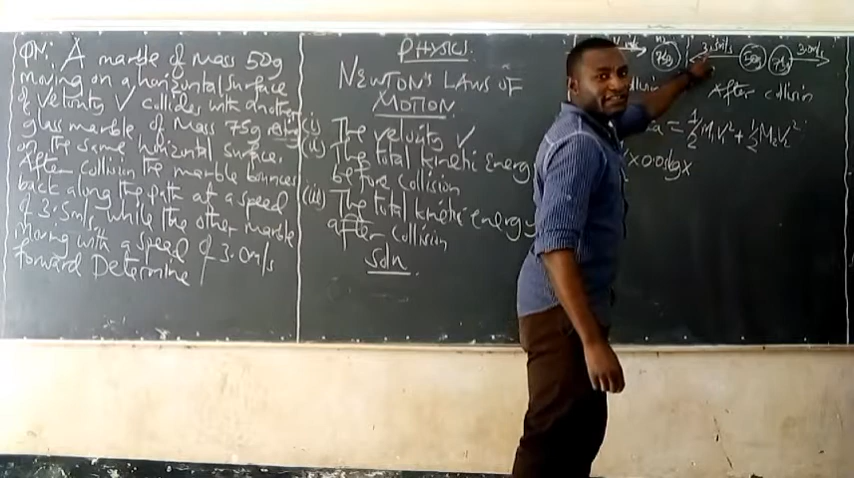 QN: A marble of mass 50g
moving on a horizontal surface
of velocity V collides with another
glass marble of mass 75g resting
on the same horizontal surface.
After collision the marble bounces
back along the path at a speed
of 3.5m/s while the other marble
moving with a speed of 3.0m/s
forward Determine
PHYSICS
NEWTON'S LAWS OF
MOTION
(i) The velocity V
(ii) The total kinetic energy
before collision
(iii) The total kinetic energy
after collision
soln
75g
3.5m/s
50g
75g
3.0m/s
After collision
= ½M₁V₁² + ½M₂V₂²